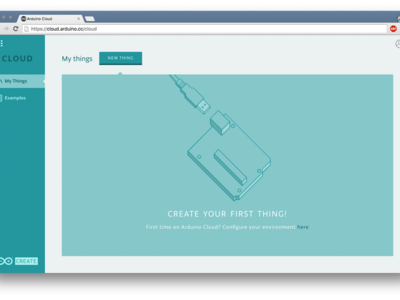 Arduino Cloud
https://cloud.arduino.cc/cloud
CLOUD
My Things
Examples
My things
NEW THING
CREATE YOUR FIRST THING!
First time on Arduino Cloud? Configure your environment here
CREATE